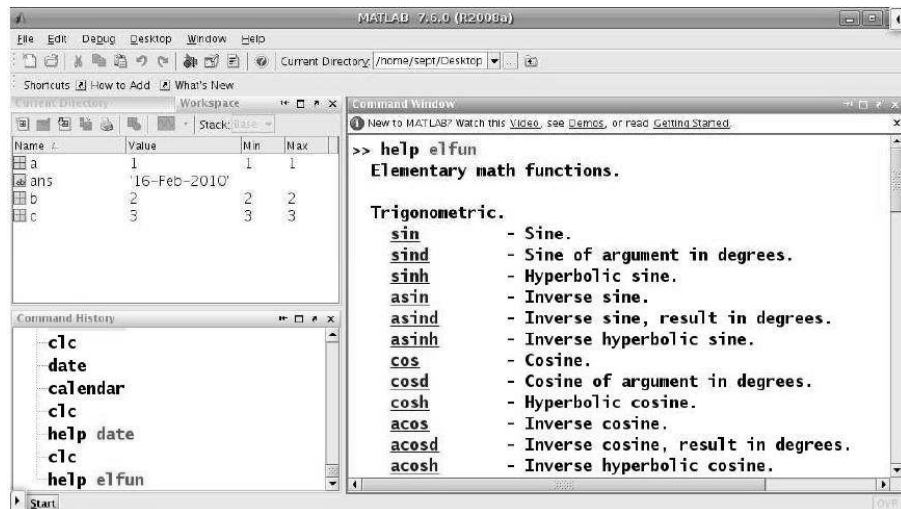 MATLAB 7.6.0 (R2008a)
File Edit Debug Desktop Window Help
Current Directory: /home/sept/Desktop
Shortcuts How to Add What's New
Current Directory Workspace
Stack: Base
Name Value Min Max
a 1 1 1
ans '16-Feb-2010'
b 2 2 2
c 3 3 3
Command History
clc
date
calendar
clc
help date
clc
help elfun
Command Window
New to MATLAB? Watch this Video, see Demos, or read Getting Started.
>> help elfun
Elementary math functions.
Trigonometric.
sin - Sine.
sind - Sine of argument in degrees.
sinh - Hyperbolic sine.
asin - Inverse sine.
asind - Inverse sine, result in degrees.
asinh - Inverse hyperbolic sine.
cos - Cosine.
cosd - Cosine of argument in degrees.
cosh - Hyperbolic cosine.
acos - Inverse cosine.
acosd - Inverse cosine, result in degrees.
acosh - Inverse hyperbolic cosine.
Start
OVR